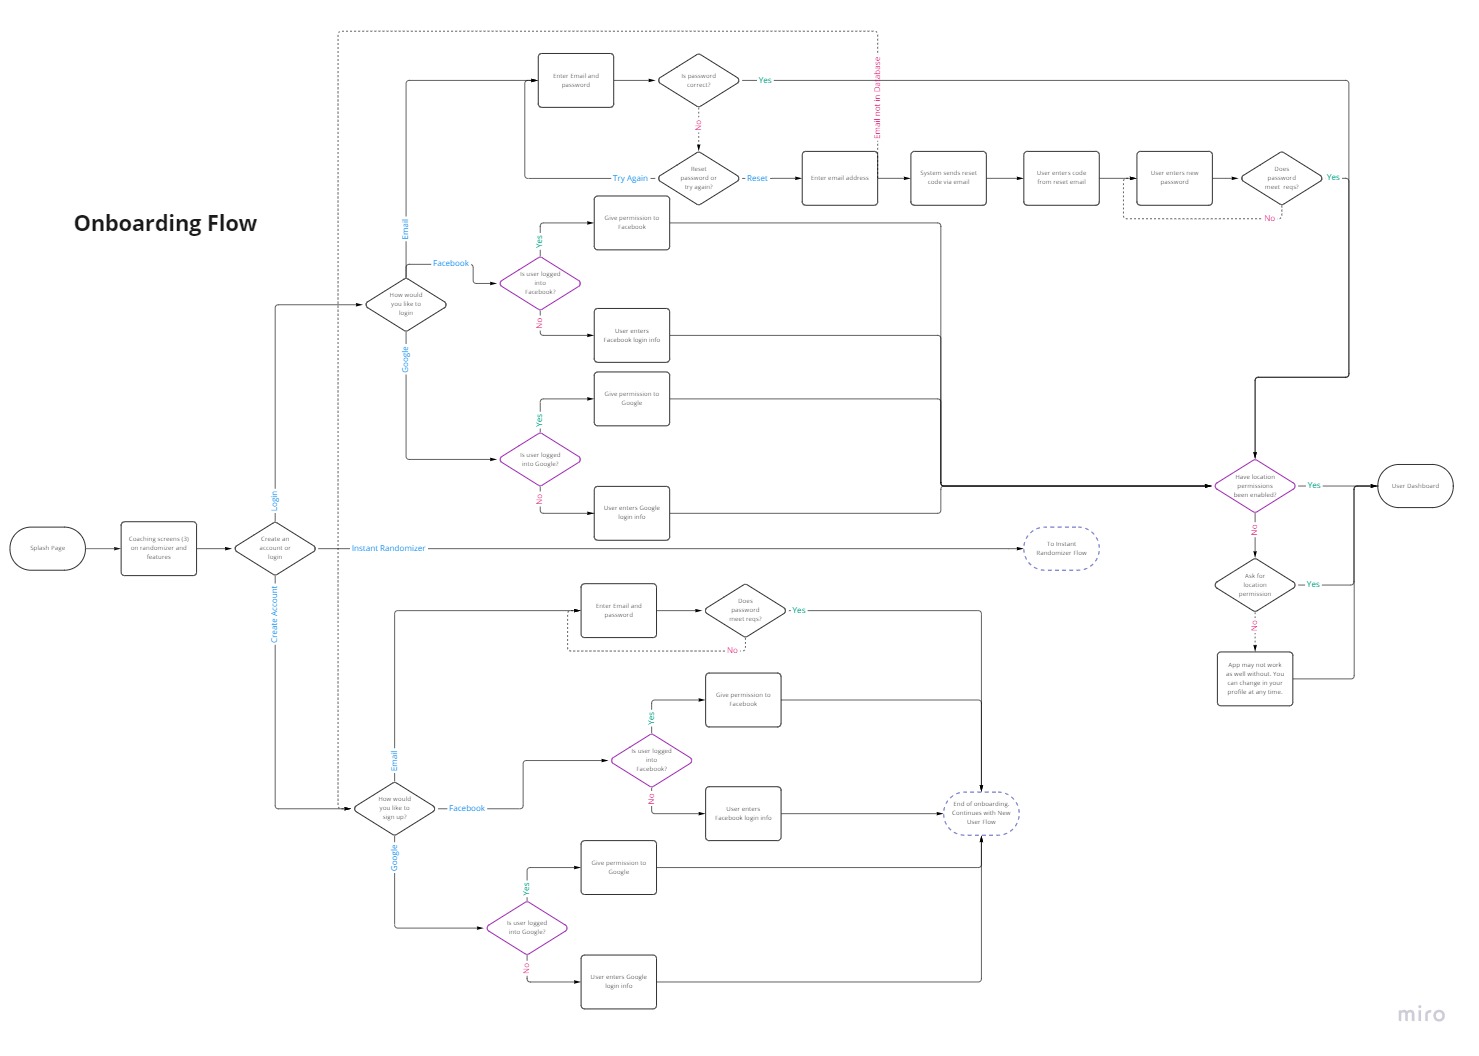 Onboarding Flow
Splash Page
Coaching screens (3)
on randomizer and
features
Create an
account or
login
Login
Instant Randomizer
Create Account
To Instant
Randomizer Flow
How would
you like to
login
Email
Facebook
Google
Enter Email and
password
Is password
correct?
Yes
No
Reset
password or
try again?
Try Again
Reset
Enter email address
Email not in Database
System sends reset
code via email
User enters code
from reset email
User enters new
password
Does
password
meet reqs?
Yes
No
Is user logged
into
Facebook?
Yes
No
Give permission to
Facebook
User enters
Facebook login info
Is user logged
into Google?
Yes
No
Give permission to
Google
User enters Google
login info
Have location
permissions
been enabled?
Yes
No
User Dashboard
Ask for
location
permission
Yes
No
App may not work
as well without. You
can change in your
profile at any time.
How would
you like to
sign up?
Email
Facebook
Google
Enter Email and
password
Does
password
meet reqs?
Yes
No
Is user logged
into
Facebook?
Yes
No
Give permission to
Facebook
User enters
Facebook login info
Is user logged
into Google?
Yes
No
Give permission to
Google
User enters Google
login info
End of onboarding.
Continues with New
User Flow
miro